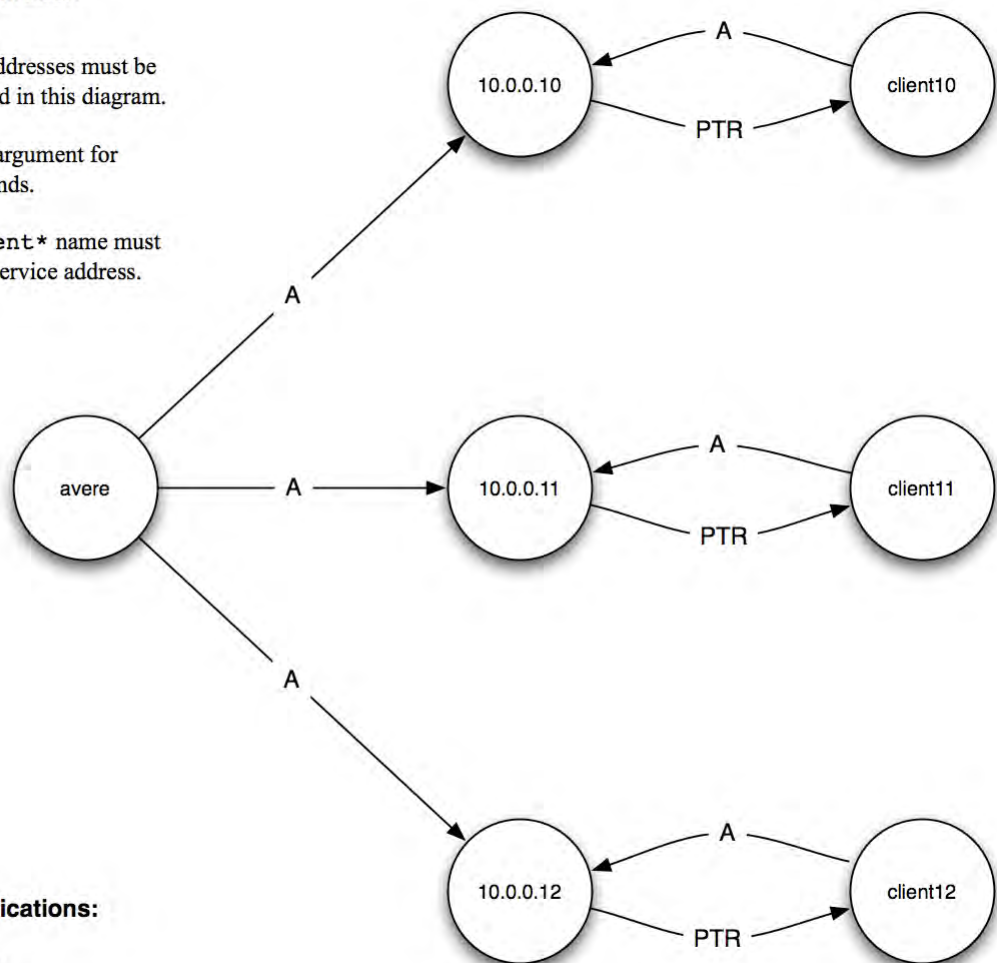 ddresses must be
d in this diagram.
argument for
nds.
ent* name must
ervice address.
A
10.0.0.10
client10
PTR
A
A
avere
A
10.0.0.11
client11
PTR
A
A
10.0.0.12
client12
PTR
ications: